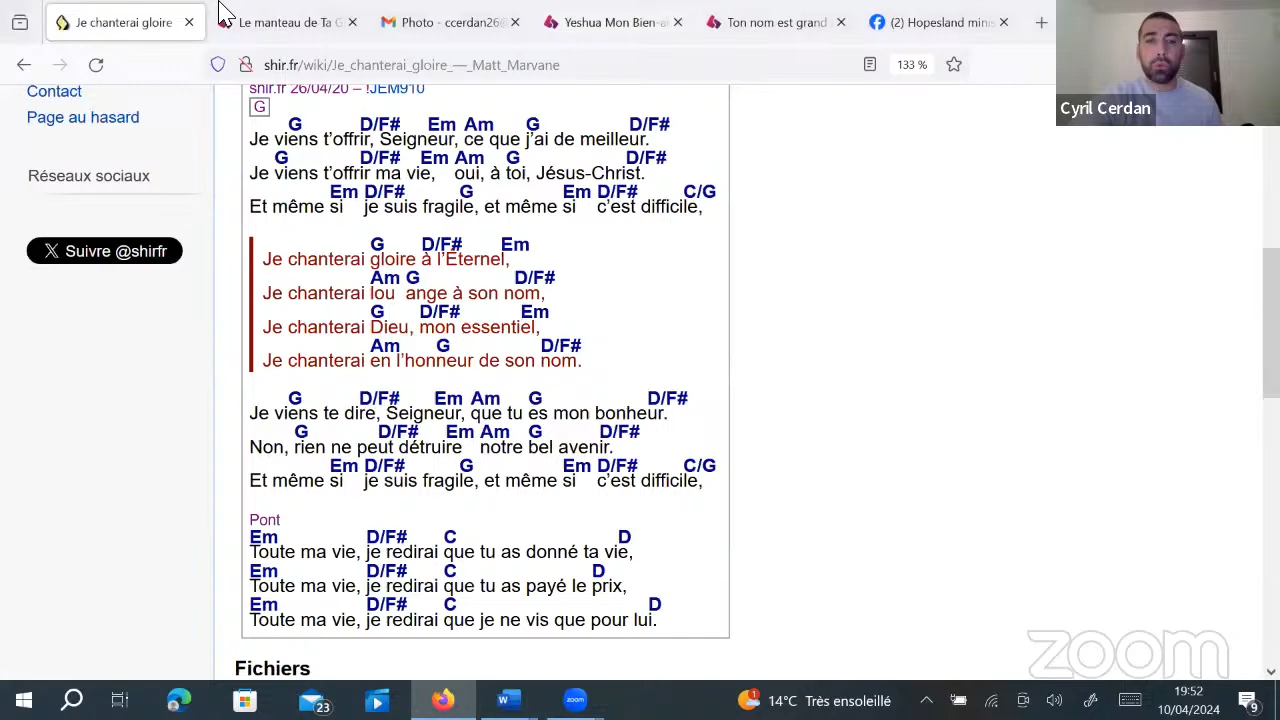 Je chanterai gloire
Le manteau de Ta G
Photo - ccerdan26@
Yeshua Mon Bien-a
Ton nom est grand
(2) Hopesland minis
shir.fr/wiki/Je_chanterai_gloire_—_Matt_Marvane
133 %
Cyril Cerdan
Contact
Page au hasard
Réseaux sociaux
Suivre @shirfr
shir.fr 26/04/20 – !JEM910
G
G D/F# Em Am G D/F#
Je viens t’offrir, Seigneur, ce que j’ai de meilleur.
G D/F# Em Am G D/F#
Je viens t’offrir ma vie, oui, à toi, Jésus-Christ.
Em D/F# G Em D/F# C/G
Et même si je suis fragile, et même si c’est difficile,
G D/F# Em
Je chanterai gloire à l’Éternel,
Am G D/F#
Je chanterai lou ange à son nom,
G D/F# Em
Je chanterai Dieu, mon essentiel,
Am G D/F#
Je chanterai en l’honneur de son nom.
G D/F# Em Am G D/F#
Je viens te dire, Seigneur, que tu es mon bonheur.
G D/F# Em Am G D/F#
Non, rien ne peut détruire notre bel avenir.
Em D/F# G Em D/F# C/G
Et même si je suis fragile, et même si c’est difficile,
Pont
Em D/F# C D
Toute ma vie, je redirai que tu as donné ta vie,
Em D/F# C D
Toute ma vie, je redirai que tu as payé le prix,
Em D/F# C D
Toute ma vie, je redirai que je ne vis que pour lui.
Fichiers
zoom
23
W
zoom
1
14°C Très ensoleillé
19:52
10/04/2024
9